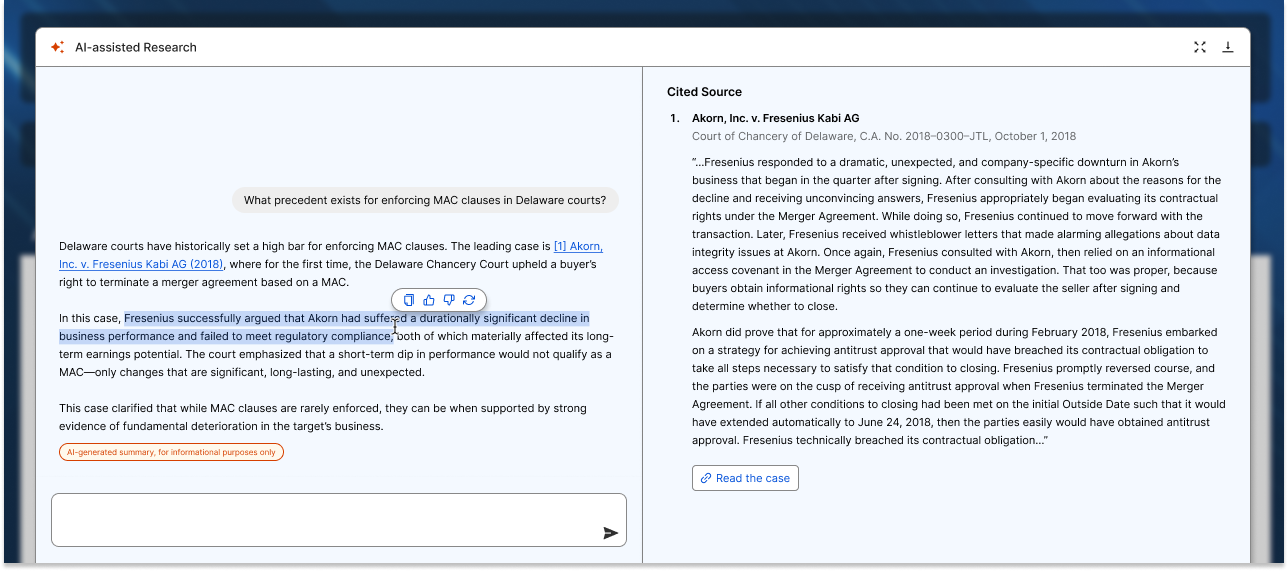 AI-assisted Research
What precedent exists for enforcing MAC clauses in Delaware courts?
Delaware courts have historically set a high bar for enforcing MAC clauses. The leading case is [1] Akorn,
Inc. v. Fresenius Kabi AG (2018), where for the first time, the Delaware Chancery Court upheld a buyer's
right to terminate a merger agreement based on a MAC.
In this case, Fresenius successfully argued that Akorn had suffered a durationally significant decline in
business performance and failed to meet regulatory compliance, both of which materially affected its long-
term earnings potential. The court emphasized that a short-term dip in performance would not qualify as a
MAC—only changes that are significant, long-lasting, and unexpected.
This case clarified that while MAC clauses are rarely enforced, they can be when supported by strong
evidence of fundamental deterioration in the target's business.
AI-generated summary, for informational purposes only
Cited Source
1. Akorn, Inc. v. Fresenius Kabi AG
Court of Chancery of Delaware, C.A. No. 2018–0300–JTL, October 1, 2018
“…Fresenius responded to a dramatic, unexpected, and company-specific downturn in Akorn's
business that began in the quarter after signing. After consulting with Akorn about the reasons for the
decline and receiving unconvincing answers, Fresenius appropriately began evaluating its contractual
rights under the Merger Agreement. While doing so, Fresenius continued to move forward with the
transaction. Later, Fresenius received whistleblower letters that made alarming allegations about data
integrity issues at Akorn. Once again, Fresenius consulted with Akorn, then relied on an informational
access covenant in the Merger Agreement to conduct an investigation. That too was proper, because
buyers obtain informational rights so they can continue to evaluate the seller after signing and
determine whether to close.
Akorn did prove that for approximately a one-week period during February 2018, Fresenius embarked
on a strategy for achieving antitrust approval that would have breached its contractual obligation to
take all steps necessary to satisfy that condition to closing. Fresenius promptly reversed course, and
the parties were on the cusp of receiving antitrust approval when Fresenius terminated the Merger
Agreement. If all other conditions to closing had been met on the initial Outside Date such that it would
have extended automatically to June 24, 2018, then the parties easily would have obtained antitrust
approval. Fresenius technically breached its contractual obligation…”
Read the case